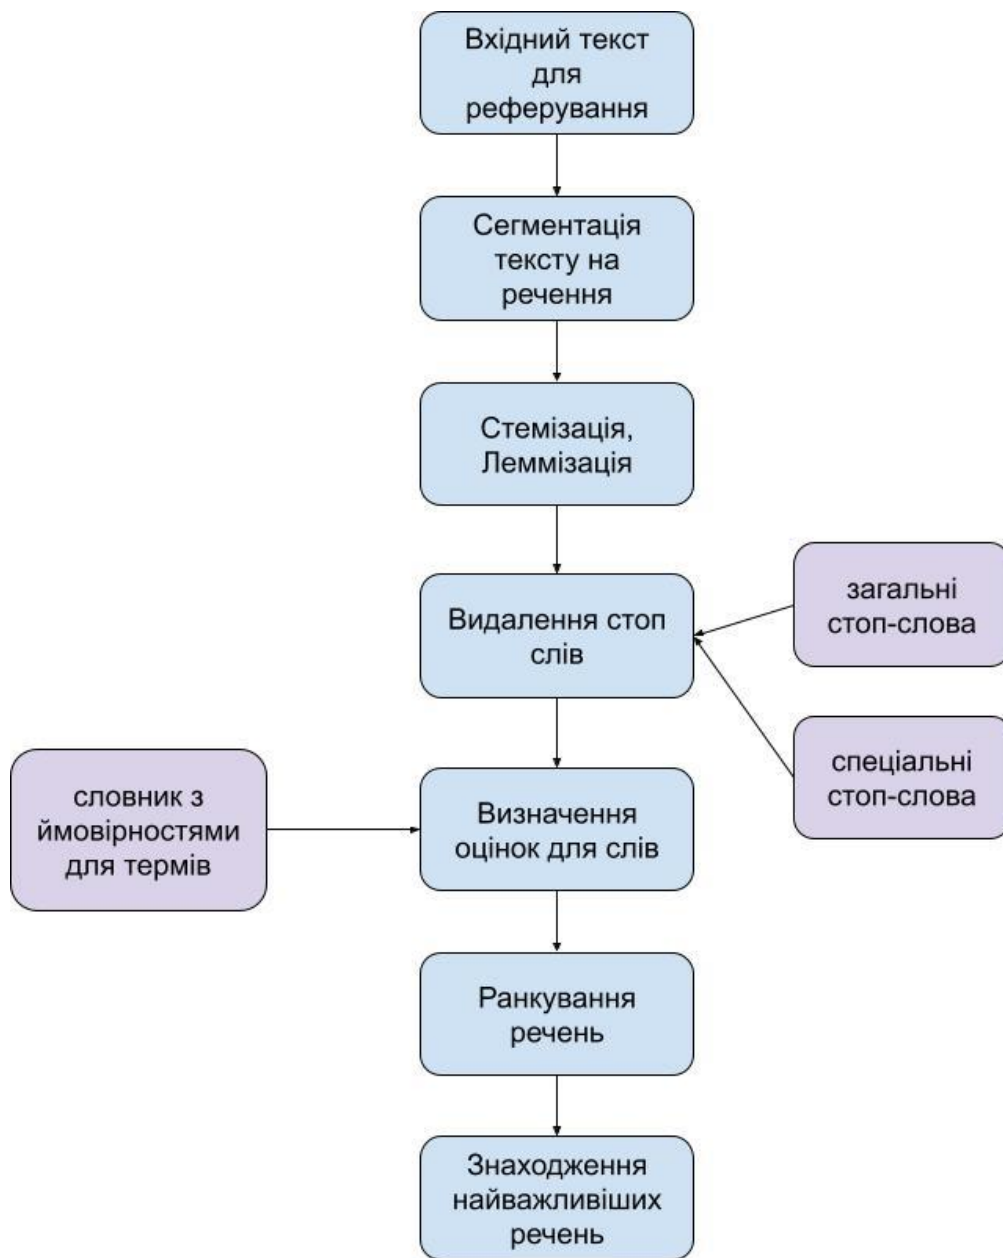 Вхідний текст
для
реферування
Сегментація
тексту на
речення
Стемізація,
Леммізація
Видалення стоп
слів
загальні
стоп-слова
спеціальні
стоп-слова
словник з
ймовірностями
для термів
Визначення
оцінок для слів
Ранкування
речень
Знаходження
найважливіших
речень